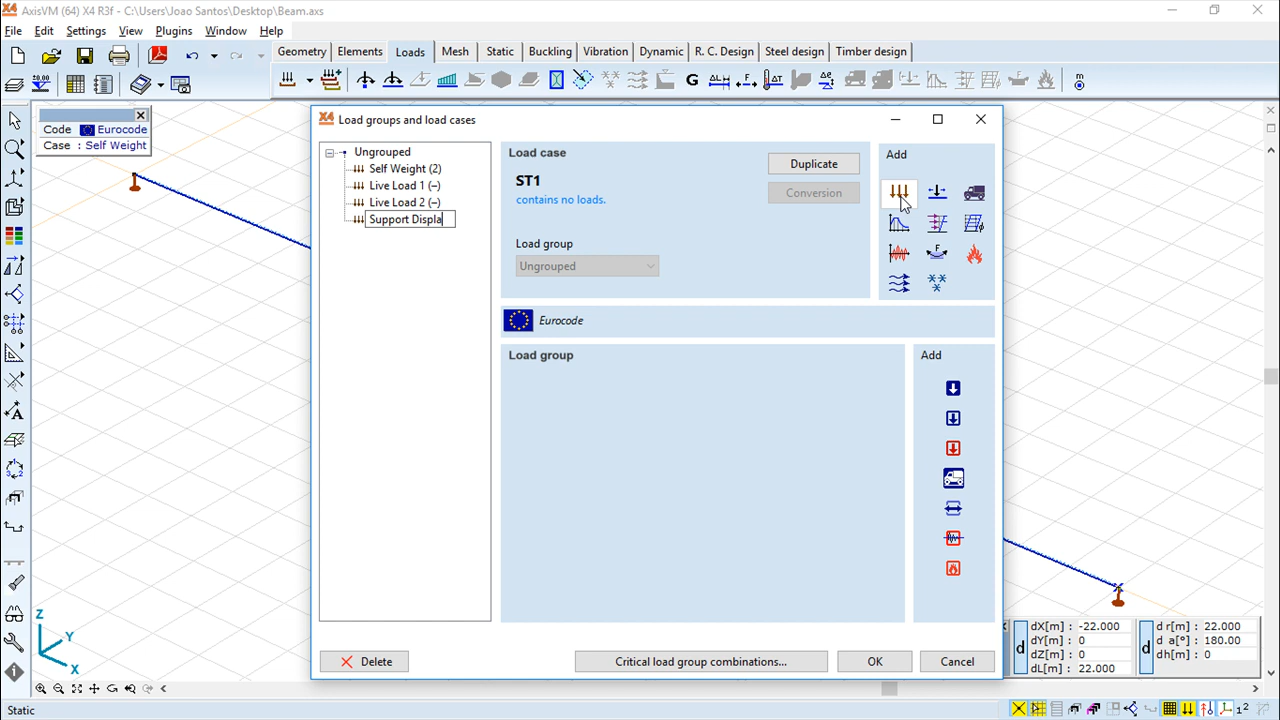 AxisVM (64) X4 R3f - C:\Users\Joao Santos\Desktop\Beam.axs
File Edit Settings View Plugins Window Help
Geometry Elements Loads Mesh Static Buckling Vibration Dynamic R. C. Design Steel design Timber design
Code Eurocode
Case : Self Weight
X4 Load groups and load cases
Ungrouped
Self Weight (2)
Live Load 1 (–)
Live Load 2 (–)
Support Displa
Load case
Duplicate
ST1
contains no loads.
Conversion
Load group
Ungrouped
Add
Eurocode
Load group
Add
Delete
Critical load group combinations...
OK
Cancel
Z
Y
X
d
dX[m] : -22.000
dY[m] : 0
dZ[m] : 0
dL[m] : 22.000
d
d r[m] : 22.000
d a[°] : 180.00
dh[m] : 0
Static